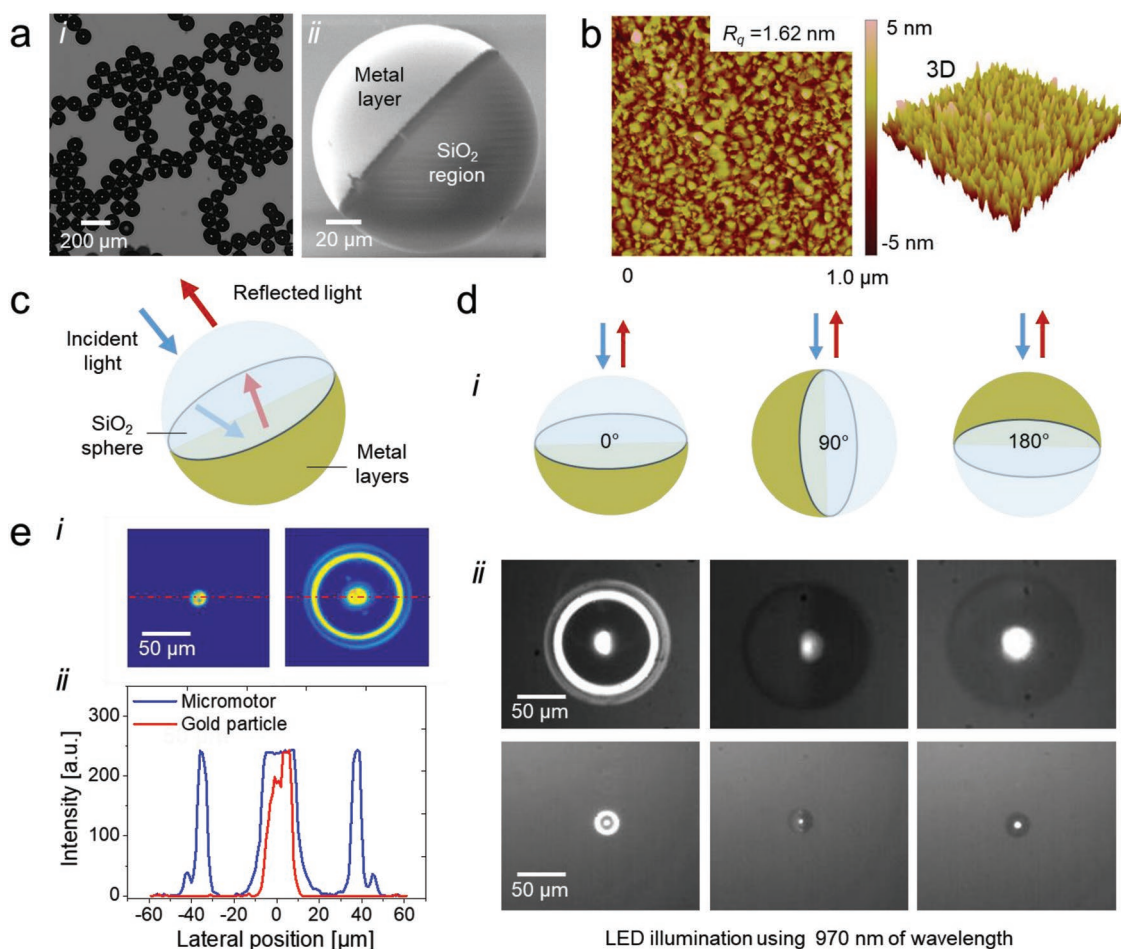 a
i
200 µm
ii
Metal
layer
SiO₂
region
20 µm
b
Rq =1.62 nm
0
1.0 µm
5 nm
-5 nm
3D
c
Reflected light
Incident
light
SiO₂
sphere
Metal
layers
d
i
0°
90°
180°
e
i
50 µm
ii
Micromotor
Gold particle
Intensity [a.u.]
300
200
100
0
-60 -40 -20 0 20 40 60
Lateral position [µm]
ii
50 µm
50 µm
LED illumination using 970 nm of wavelength